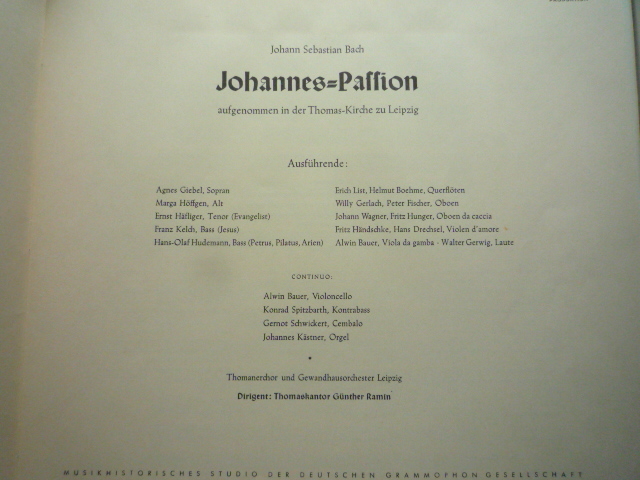 Johann Sebastian Bach
Johannes=Passion
aufgenommen in der Thomas-Kirche zu Leipzig
Ausführende:
Agnes Giebel, Sopran
Marga Höffgen, Alt
Ernst Häfliger, Tenor (Evangelist)
Franz Kelch, Bass (Jesus)
Hans-Olaf Hudemann, Bass (Petrus, Pilatus, Arien)
Erich List, Helmut Boehme, Querflöten
Willy Gerlach, Peter Fischer, Oboen
Johann Wagner, Fritz Hunger, Oboen da caccia
Fritz Händschke, Hans Drechsel, Violen d'amore
Alwin Bauer, Viola da gamba - Walter Gerwig, Laute
CONTINUO:
Alwin Bauer, Violoncello
Konrad Spitzbarth, Kontrabass
Gernot Schwickert, Cembalo
Johannes Kästner, Orgel
Thomanerchor und Gewandhausorchester Leipzig
Dirigent: Thomaskantor Günther Ramin
MUSIKHISTORISCHES STUDIO DER DEUTSCHEN GRAMMOPHON GESELLSCHAFT